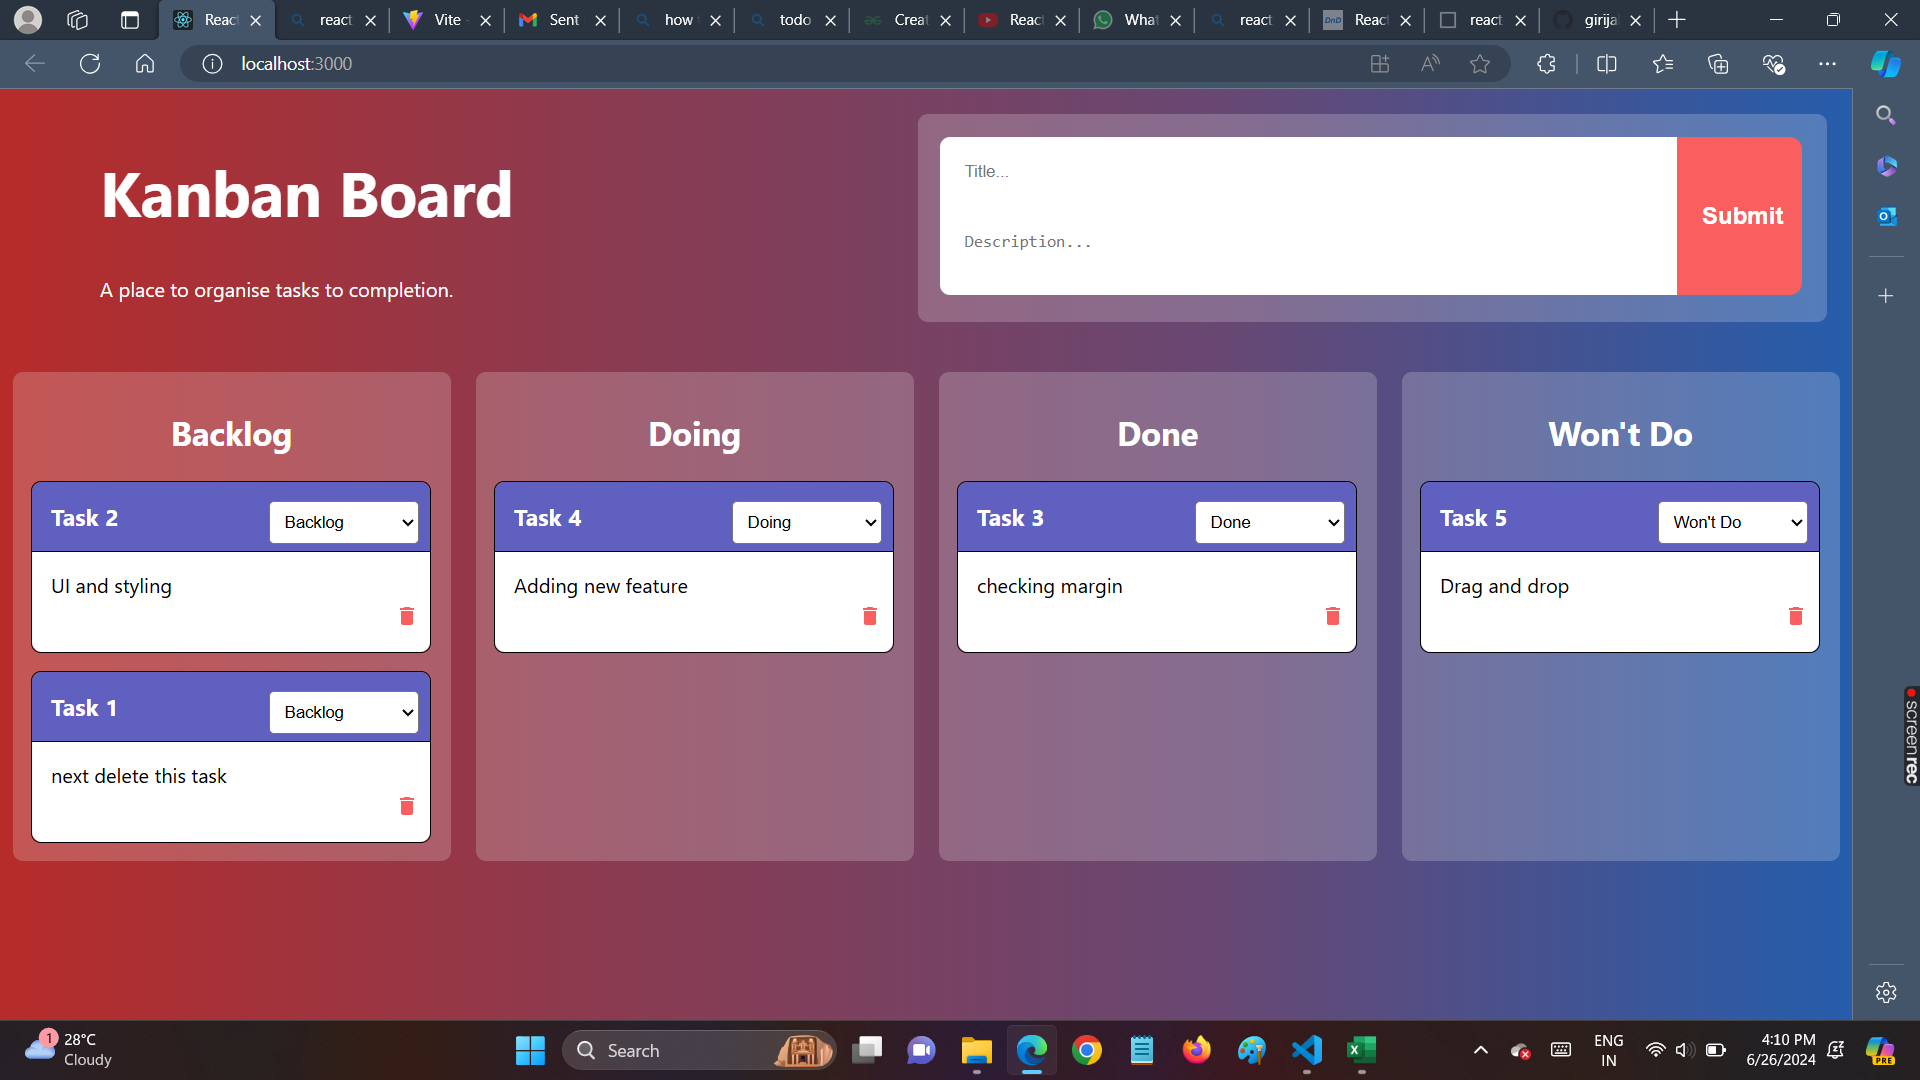 React
react
Vite -
Sent
how
todo
Creat
React
What
react
React
react
girija
localhost:3000
Kanban Board
A place to organise tasks to completion.
Title...
Description...
Submit
Backlog
Task 2
Backlog
UI and styling
Task 1
Backlog
next delete this task
Doing
Task 4
Doing
Adding new feature
Done
Task 3
Done
checking margin
Won't Do
Task 5
Won't Do
Drag and drop
screenrec
1
28°C
Cloudy
Search
ENG
IN
4:10 PM
6/26/2024
PRE